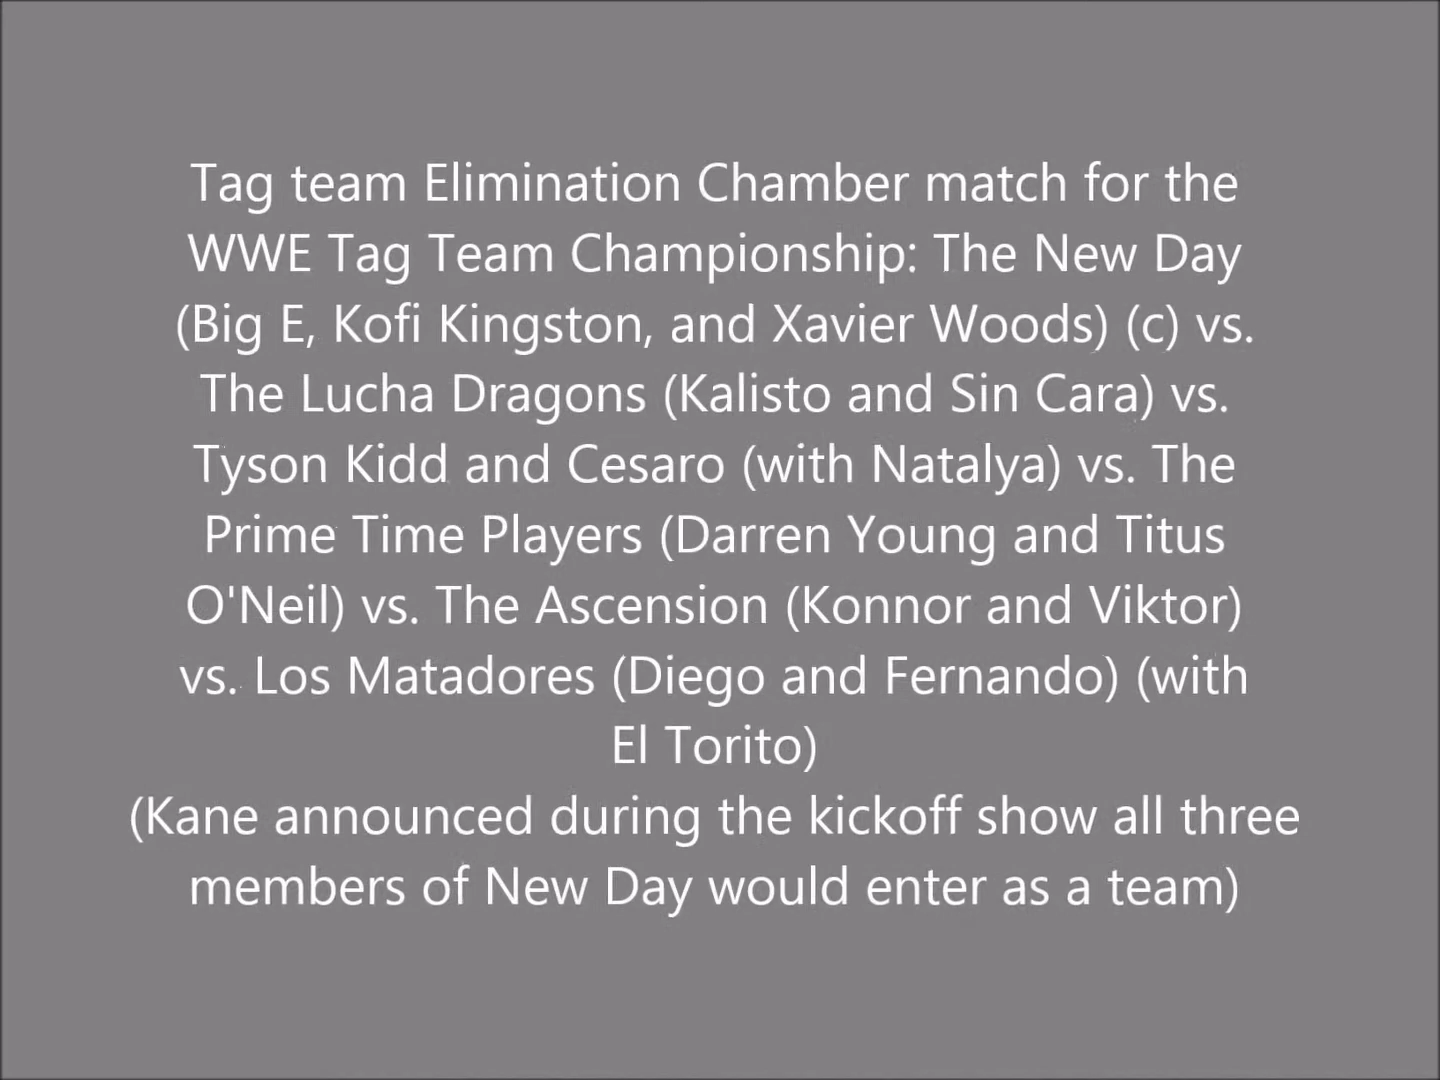 Tag team Elimination Chamber match for the
WWE Tag Team Championship: The New Day
(Big E, Kofi Kingston, and Xavier Woods) (c) vs.
The Lucha Dragons (Kalisto and Sin Cara) vs.
Tyson Kidd and Cesaro (with Natalya) vs. The
Prime Time Players (Darren Young and Titus
O'Neil) vs. The Ascension (Konnor and Viktor)
vs. Los Matadores (Diego and Fernando) (with
El Torito)
(Kane announced during the kickoff show all three
members of New Day would enter as a team)